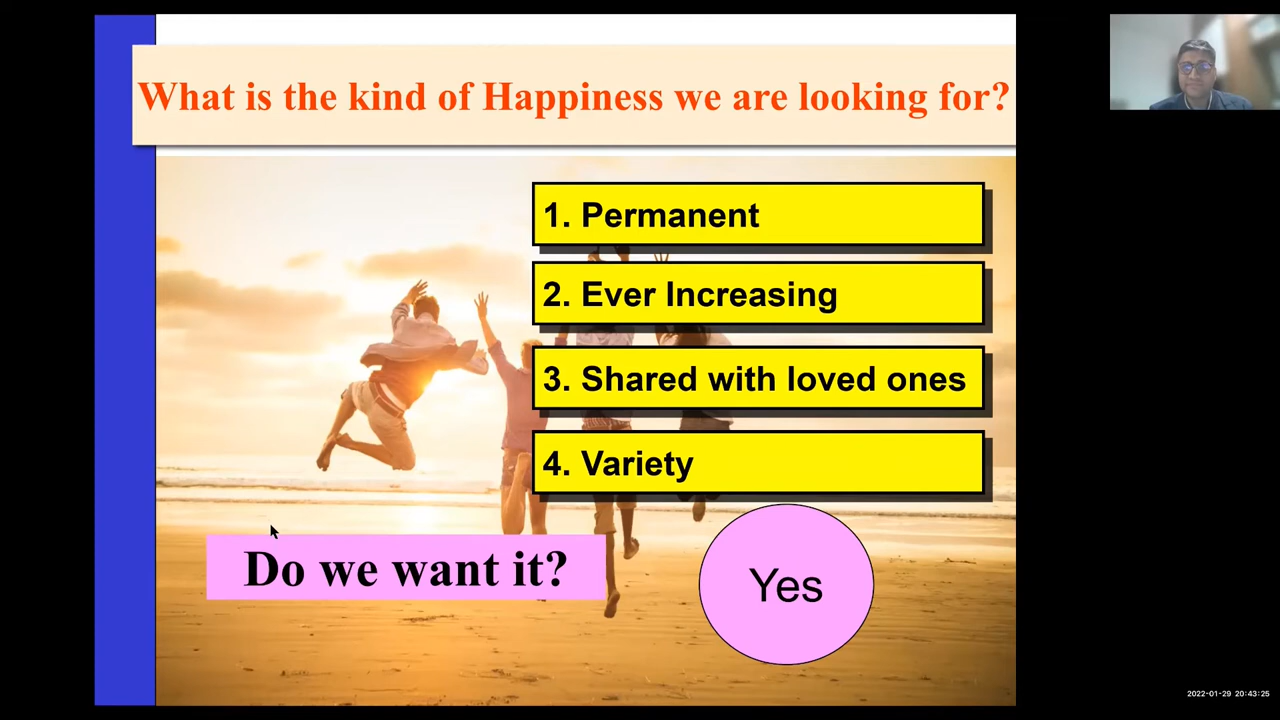 What is the kind of Happiness we are looking for?
1. Permanent
2. Ever Increasing
3. Shared with loved ones
4. Variety
Do we want it?
Yes
2022-01-29 20:43:25